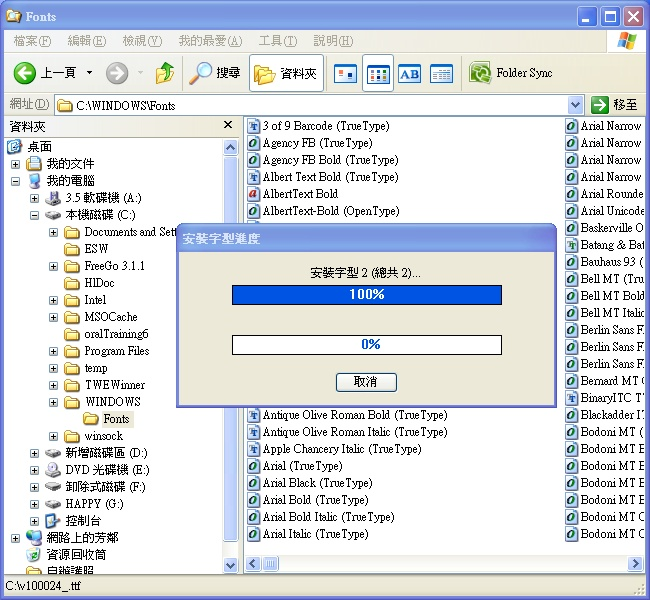 Fonts
檔案(F) 編輯(E) 檢視(V) 我的最愛(A) 工具(T) 說明(H)
上一頁 搜尋 資料夾 Folder Sync
網址(D) C:\WINDOWS\Fonts 移至
資料夾
桌面
我的文件
我的電腦
3.5 軟碟機 (A:)
本機磁碟 (C:)
Documents and Sett
ESW
FreeGo 3.1.1
HIDoc
Intel
MSOCache
oralTraining6
Program Files
temp
TWEWinner
WINDOWS
Fonts
winsock
新增磁碟區 (D:)
DVD 光碟機 (E:)
卸除式磁碟 (F:)
HAPPY (G:)
控制台
網路上的芳鄰
資源回收筒
自辦護照
3 of 9 Barcode (TrueType)
Agency FB (TrueType)
Agency FB Bold (TrueType)
Albert Text Bold (TrueType)
AlbertText Bold
AlbertText-Bold (OpenType)
安裝字型進度
安裝字型 2 (總共 2)...
100%
0%
取消
Antique Olive Roman Bold (TrueType)
Antique Olive Roman Italic (TrueType)
Apple Chancery Italic (TrueType)
Arial (TrueType)
Arial Black (TrueType)
Arial Bold (TrueType)
Arial Bold Italic (TrueType)
Arial Italic (TrueType)
Arial Narrow
Arial Narrow
Arial Narrow
Arial Narrow
Arial Rounde
Arial Unicode
Baskerville O
Batang & Bat
Bauhaus 93 (
Bell MT (Tru
Bell MT Bold
Bell MT Italic
Berlin Sans F
Berlin Sans F
Berlin Sans F
Bernard MT C
BinaryITC T
Blackadder I
Bodoni MT (
Bodoni MT B
Bodoni MT B
Bodoni MT B
Bodoni MT B
Bodoni MT B
Bodoni MT C
C:\v100024_.ttf